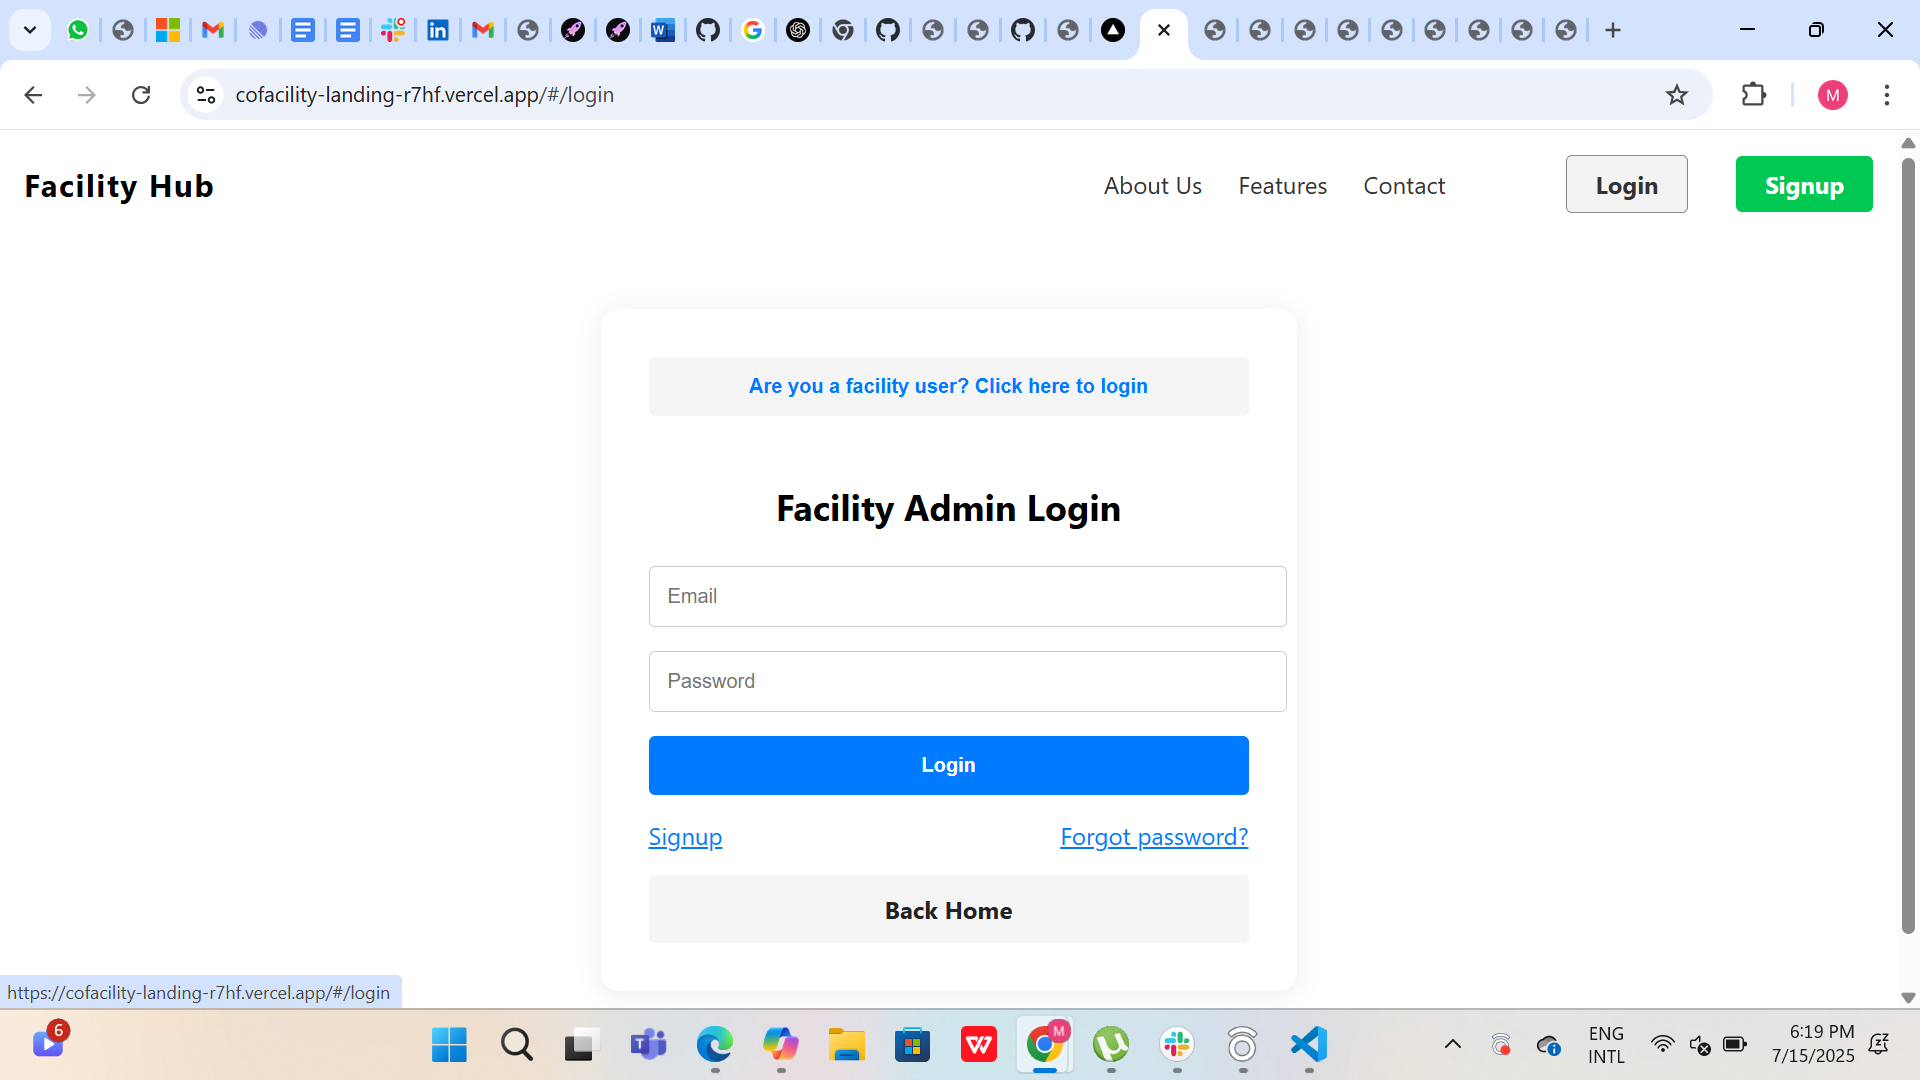 cofacility-landing-r7hf.vercel.app/#/login
M
Facility Hub
About Us
Features
Contact
Login
Signup
Are you a facility user? Click here to login
Facility Admin Login
Email
Password
Login
Signup
Forgot password?
Back Home
https://cofacility-landing-r7hf.vercel.app/#/login
6
M
ENG
INTL
6:19 PM
7/15/2025